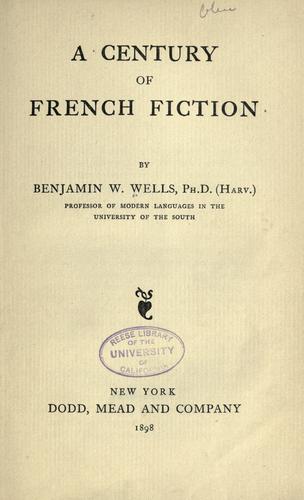 A CENTURY
OF
FRENCH FICTION
BY
BENJAMIN W. WELLS, PH.D. (HARV.)
PROFESSOR OF MODERN LANGUAGES IN THE
UNIVERSITY OF THE SOUTH
REESE LIBRARY
OF THE
UNIVERSITY
OF
CALIFORNIA
NEW YORK
DODD, MEAD AND COMPANY
1898